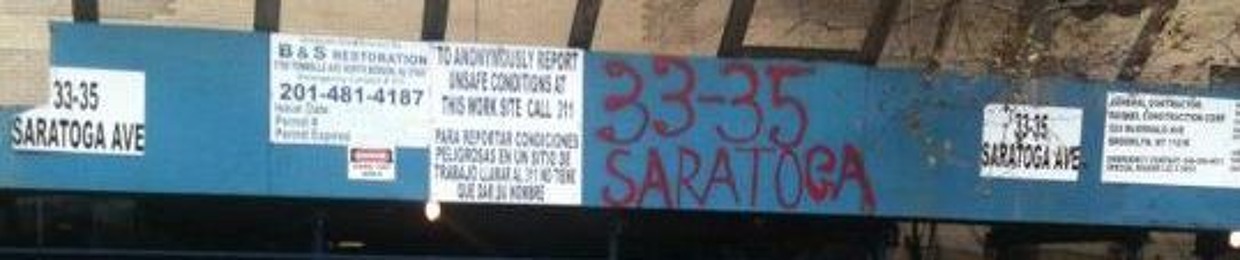 33-35
SARATOGA AVE
B & S RESTORATION
201-481-4187
Issue Date
Permit #
Permit Expires
TO ANONYMOUSLY REPORT
UNSAFE CONDITIONS AT
THIS WORK SITE CALL 311
PARA REPORTAR CONDICIONES
PELIGROSAS EN UN SITIO DE
TRABAJO LLAMAR AL 311 NO TIENE
QUE DAR SU NOMBRE
33-35
SARATOGA
33-35
SARATOGA AVE
GENERAL CONTRACTOR
CONSTRUCTION CORP
BROOKLYN, NY